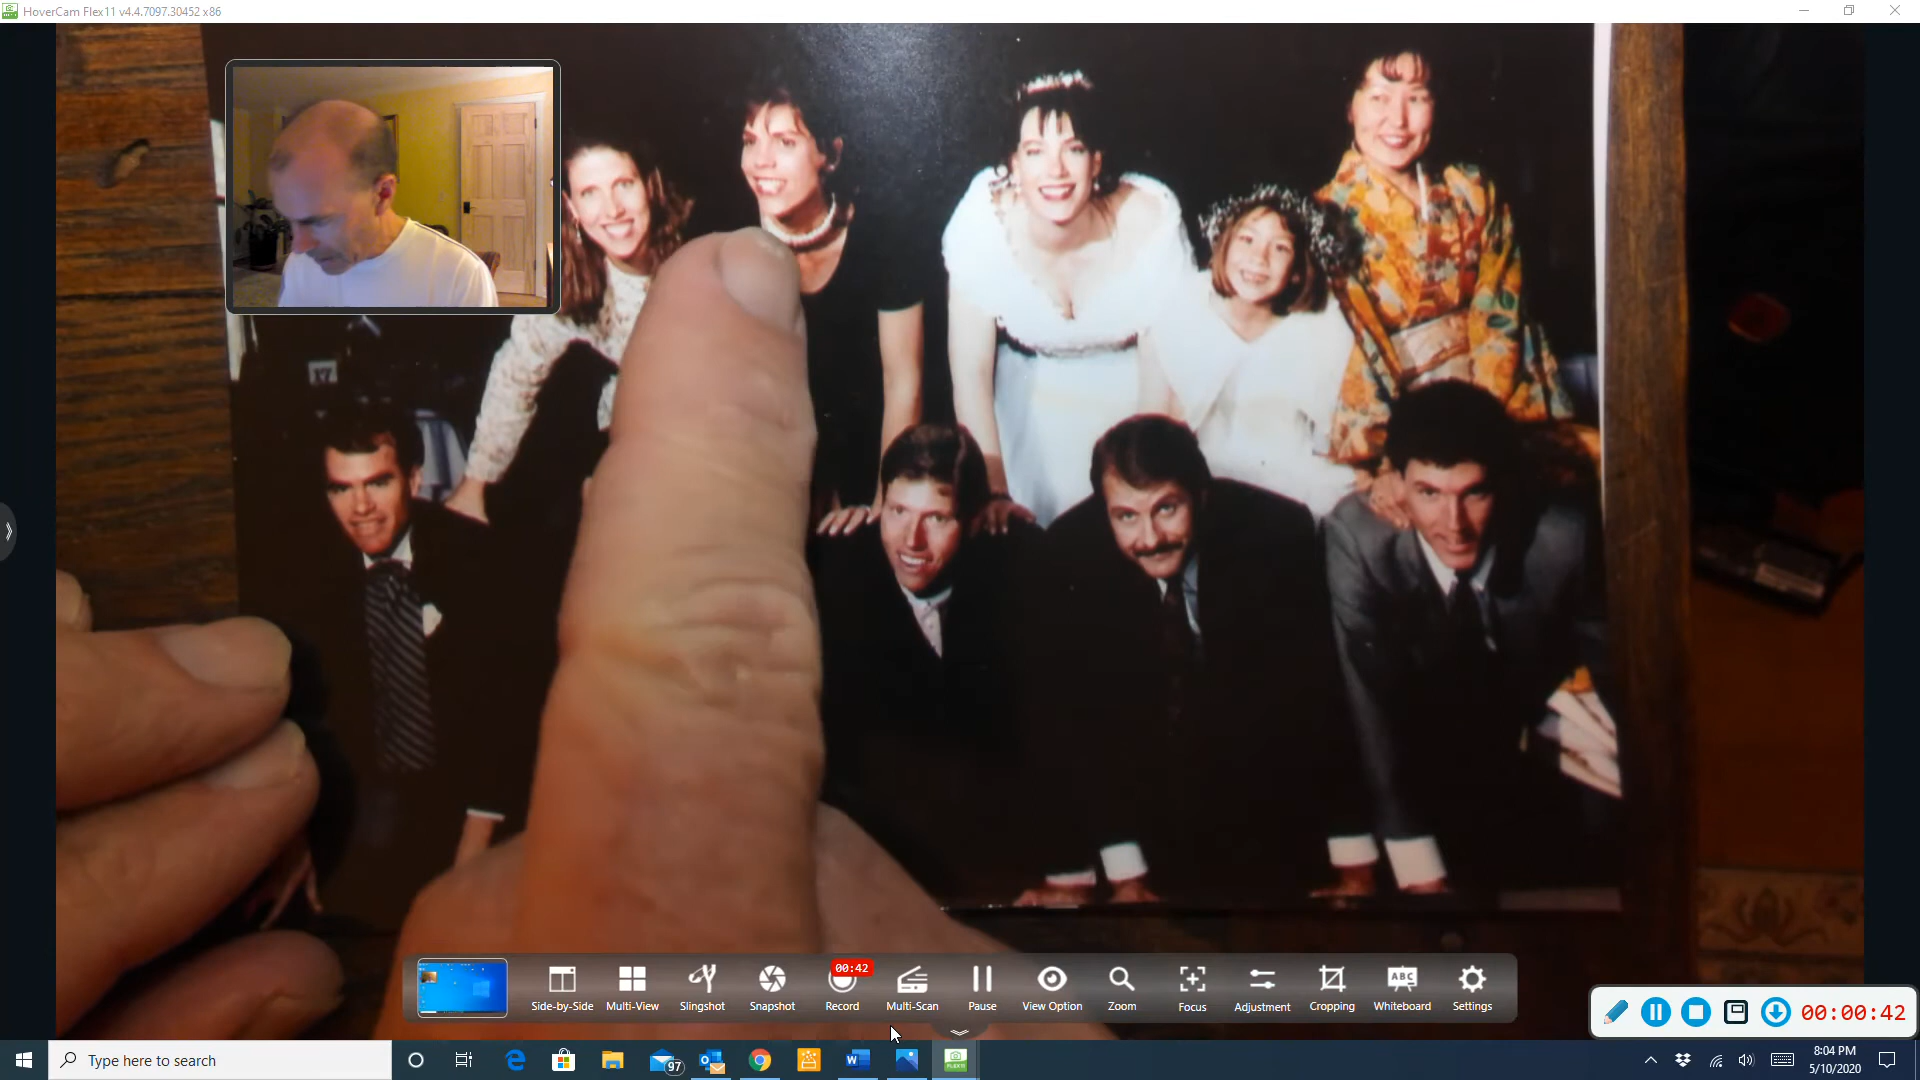 HoverCam Flex11 v4.4.7097.30452 x86
00:42
Side-by-Side Multi-View Slingshot Snapshot Record Multi-Scan Pause View Option Zoom Focus Adjustment Cropping Whiteboard Settings
ABC
00:00:42
Type here to search
97
FLEX11
8:04 PM
5/10/2020